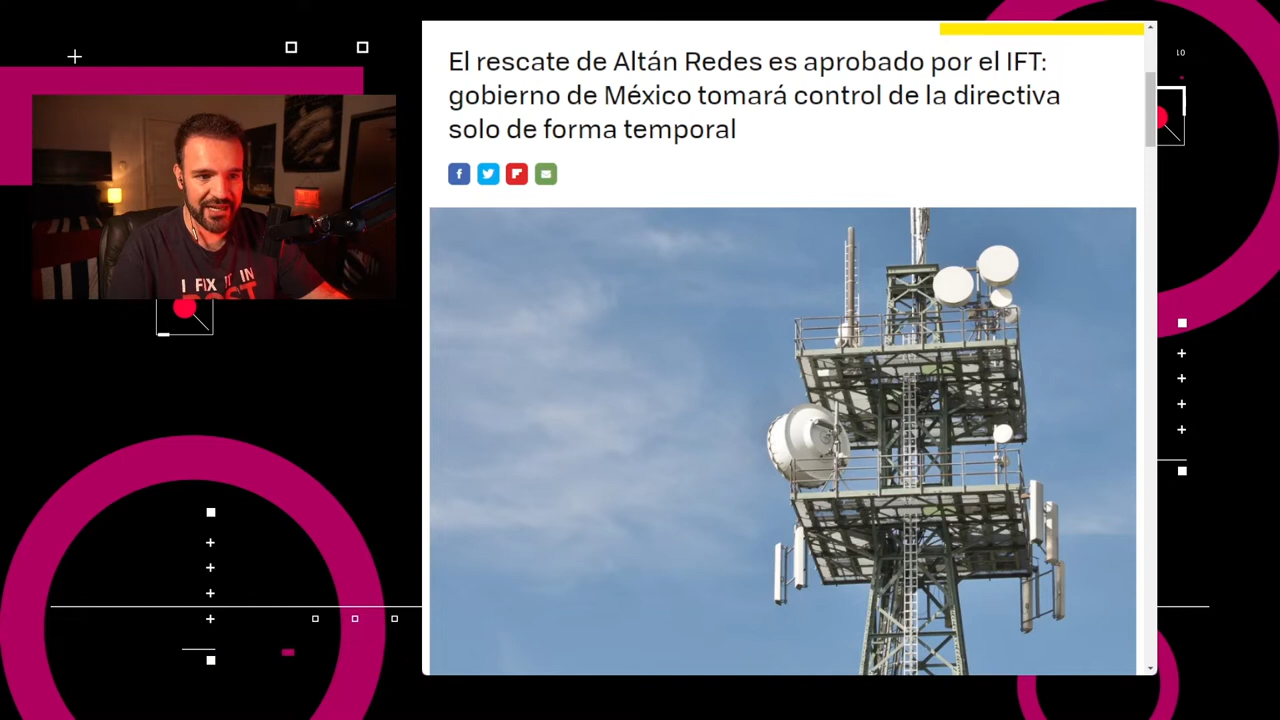 El rescate de Altán Redes es aprobado por el IFT:
gobierno de México tomará control de la directiva
solo de forma temporal
f
I FIX IT IN
POST